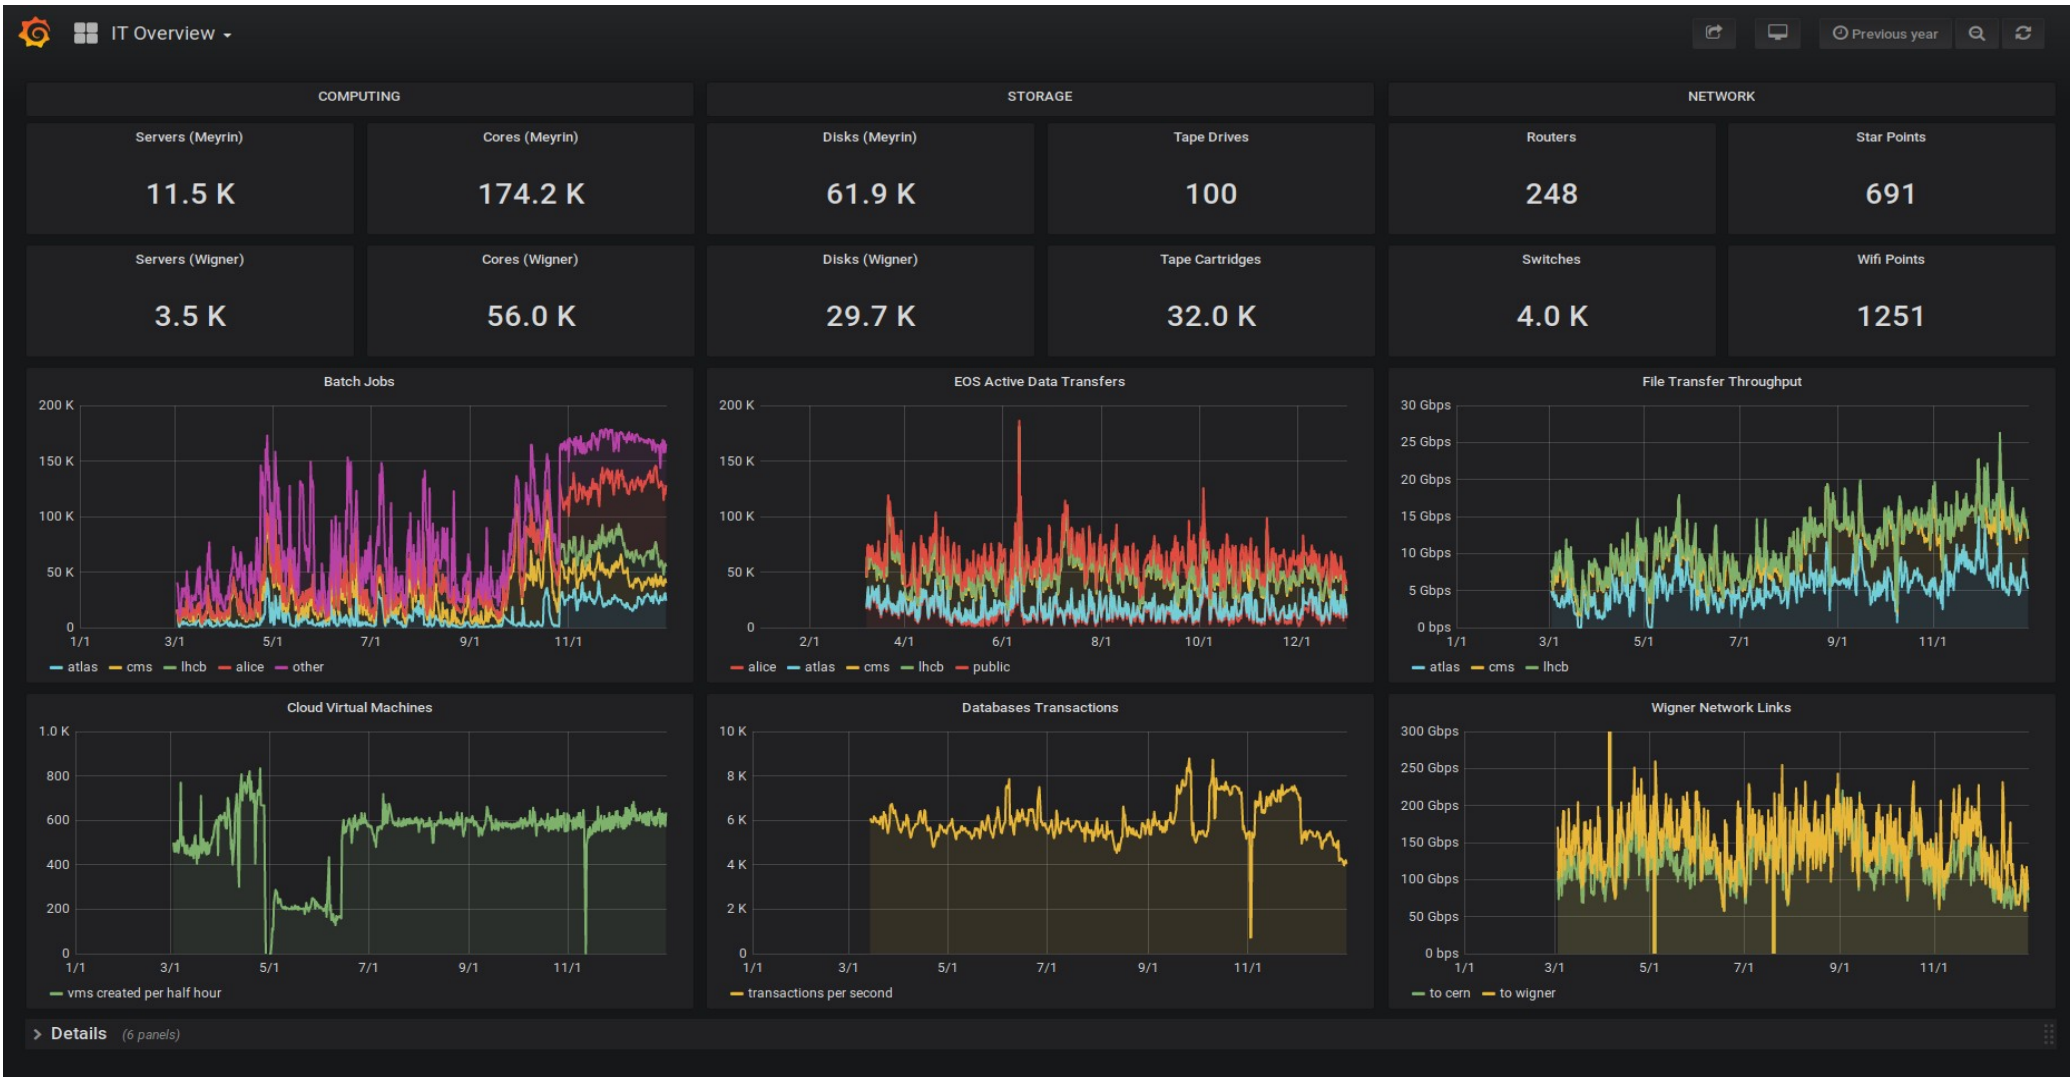 IT Overview
Previous year
COMPUTING
STORAGE
NETWORK
Servers (Meyrin)
11.5 K
Cores (Meyrin)
174.2 K
Disks (Meyrin)
61.9 K
Tape Drives
100
Routers
248
Star Points
691
Servers (Wigner)
3.5 K
Cores (Wigner)
56.0 K
Disks (Wigner)
29.7 K
Tape Cartridges
32.0 K
Switches
4.0 K
Wifi Points
1251
Batch Jobs
200 K
150 K
100 K
50 K
0
1/1 3/1 5/1 7/1 9/1 11/1
atlas cms lhcb alice other
EOS Active Data Transfers
200 K
150 K
100 K
50 K
0
2/1 4/1 6/1 8/1 10/1 12/1
alice atlas cms lhcb public
File Transfer Throughput
30 Gbps
25 Gbps
20 Gbps
15 Gbps
10 Gbps
5 Gbps
0 bps
1/1 3/1 5/1 7/1 9/1 11/1
atlas cms lhcb
Cloud Virtual Machines
1.0 K
800
600
400
200
0
1/1 3/1 5/1 7/1 9/1 11/1
vms created per half hour
Databases Transactions
10 K
8 K
6 K
4 K
2 K
0
1/1 3/1 5/1 7/1 9/1 11/1
transactions per second
Wigner Network Links
300 Gbps
250 Gbps
200 Gbps
150 Gbps
100 Gbps
50 Gbps
0 bps
1/1 3/1 5/1 7/1 9/1 11/1
to cern to wigner
Details (6 panels)